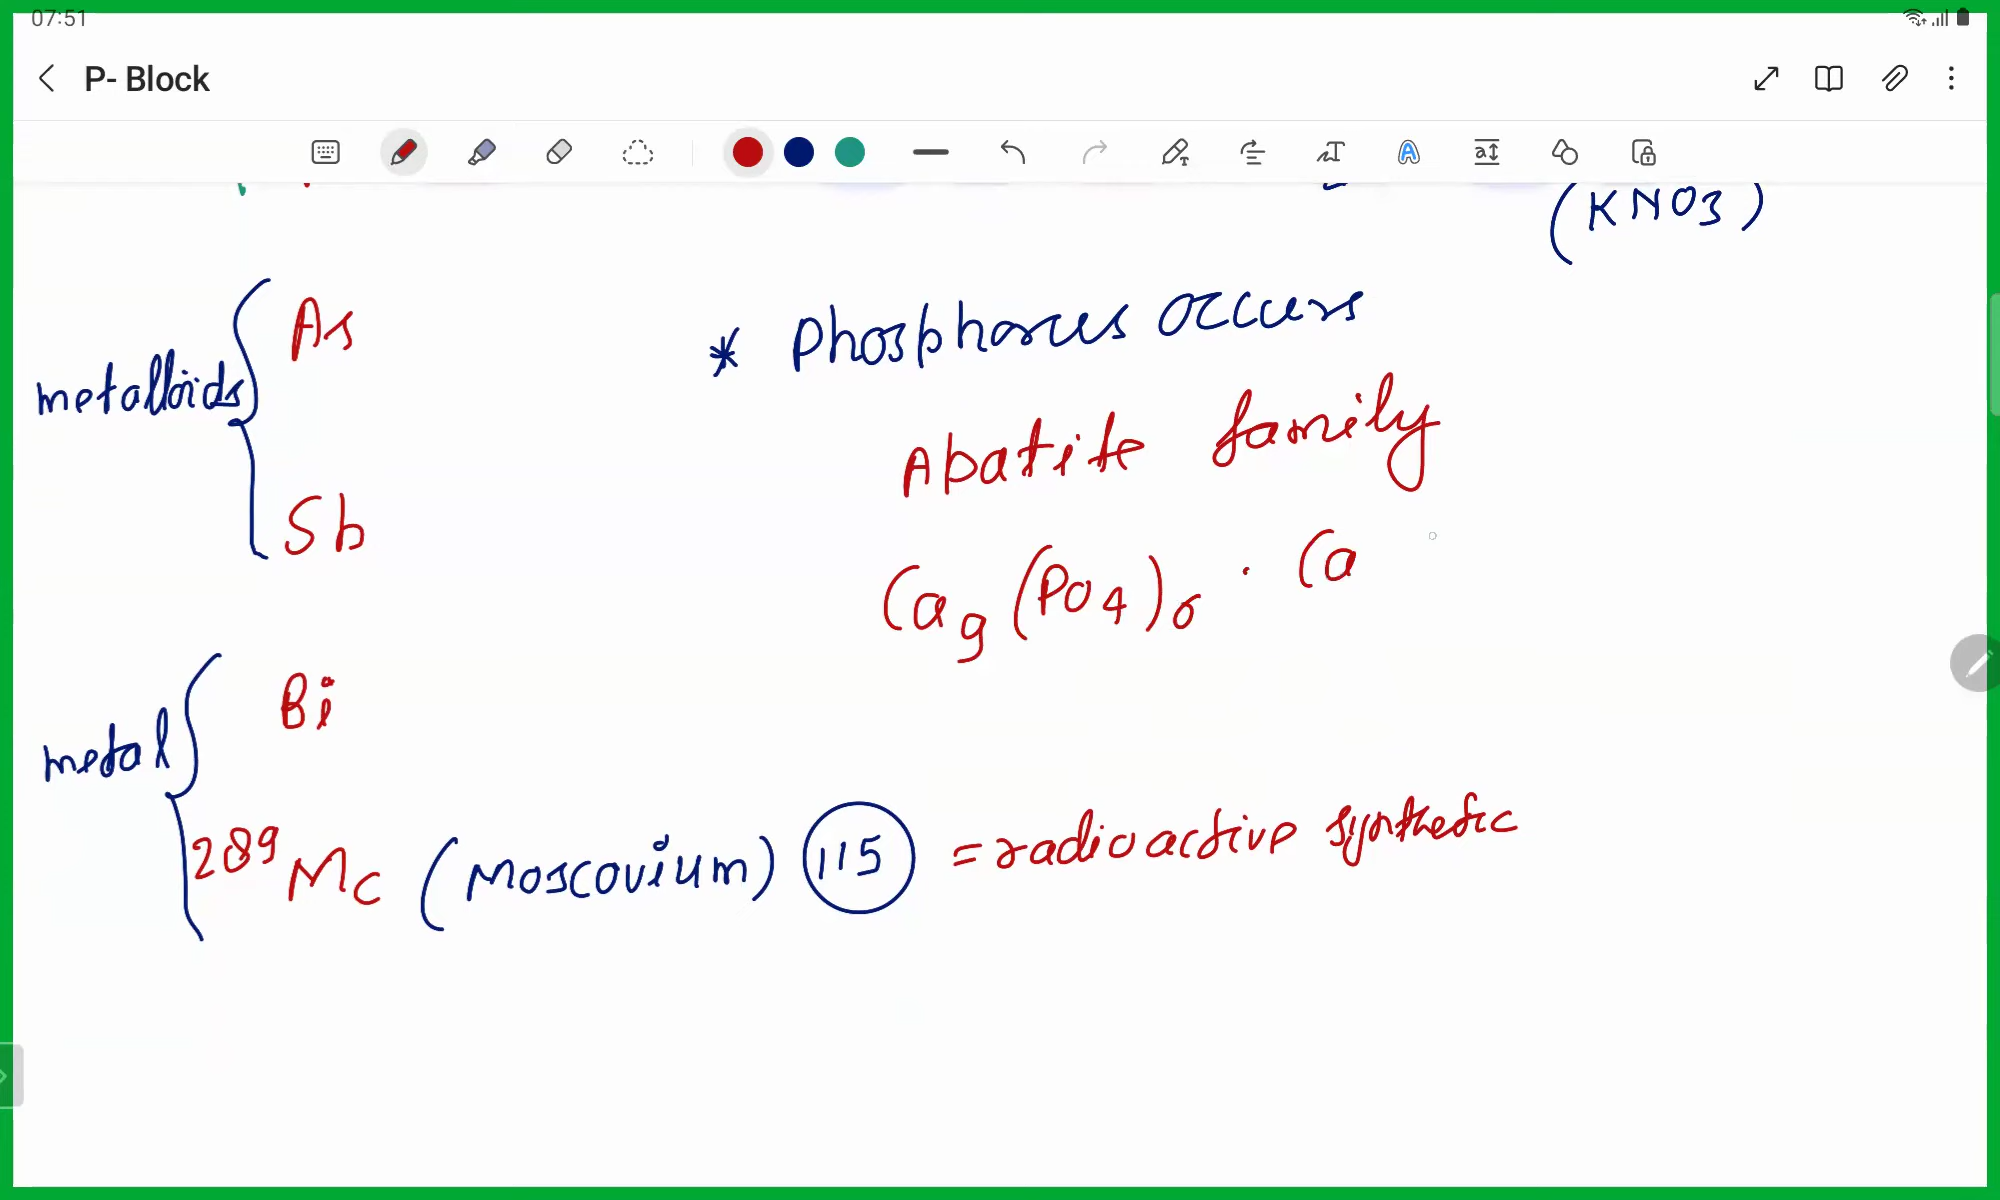 07:51
P- Block
(KNO3)
metalloids
As
Sb
* Phosphorus occurs
Apatite family
Ca9(PO4)6 . Ca
metal
Bi
289Mc (Moscovium) 115 = radioactive synthetic